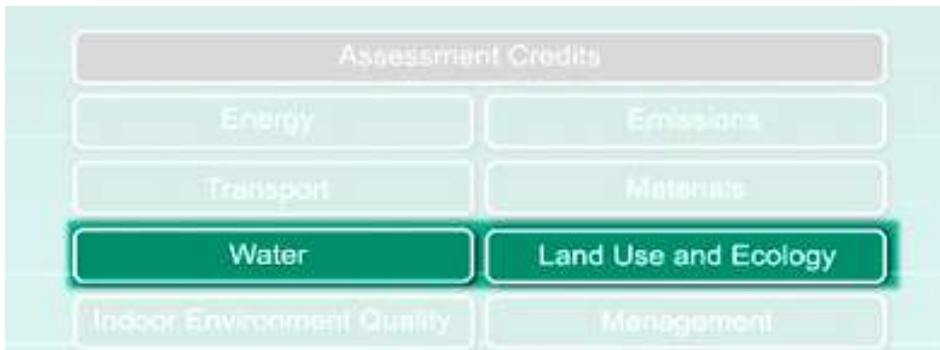 Assessment Credits
Energy Emissions
Transport Materials
Water Land Use and Ecology
Indoor Environment Quality Management